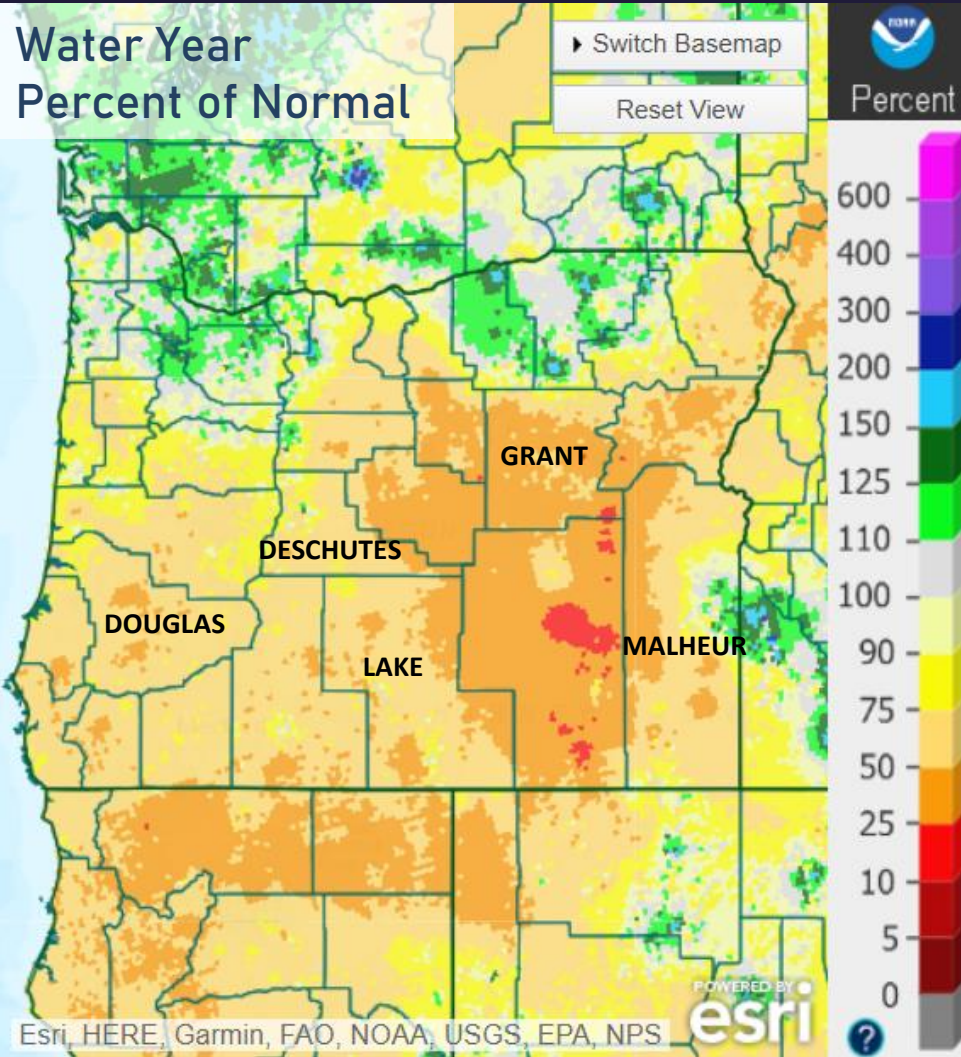 Water Year
Percent of Normal
Switch Basemap
Reset View
NOAA
Percent
600
400
300
200
150
125
110
100
90
75
50
25
10
5
0
GRANT
DESCHUTES
DOUGLAS
LAKE
MALHEUR
POWERED BY
esri
Esri, HERE, Garmin, FAO, NOAA, USGS, EPA, NPS
?